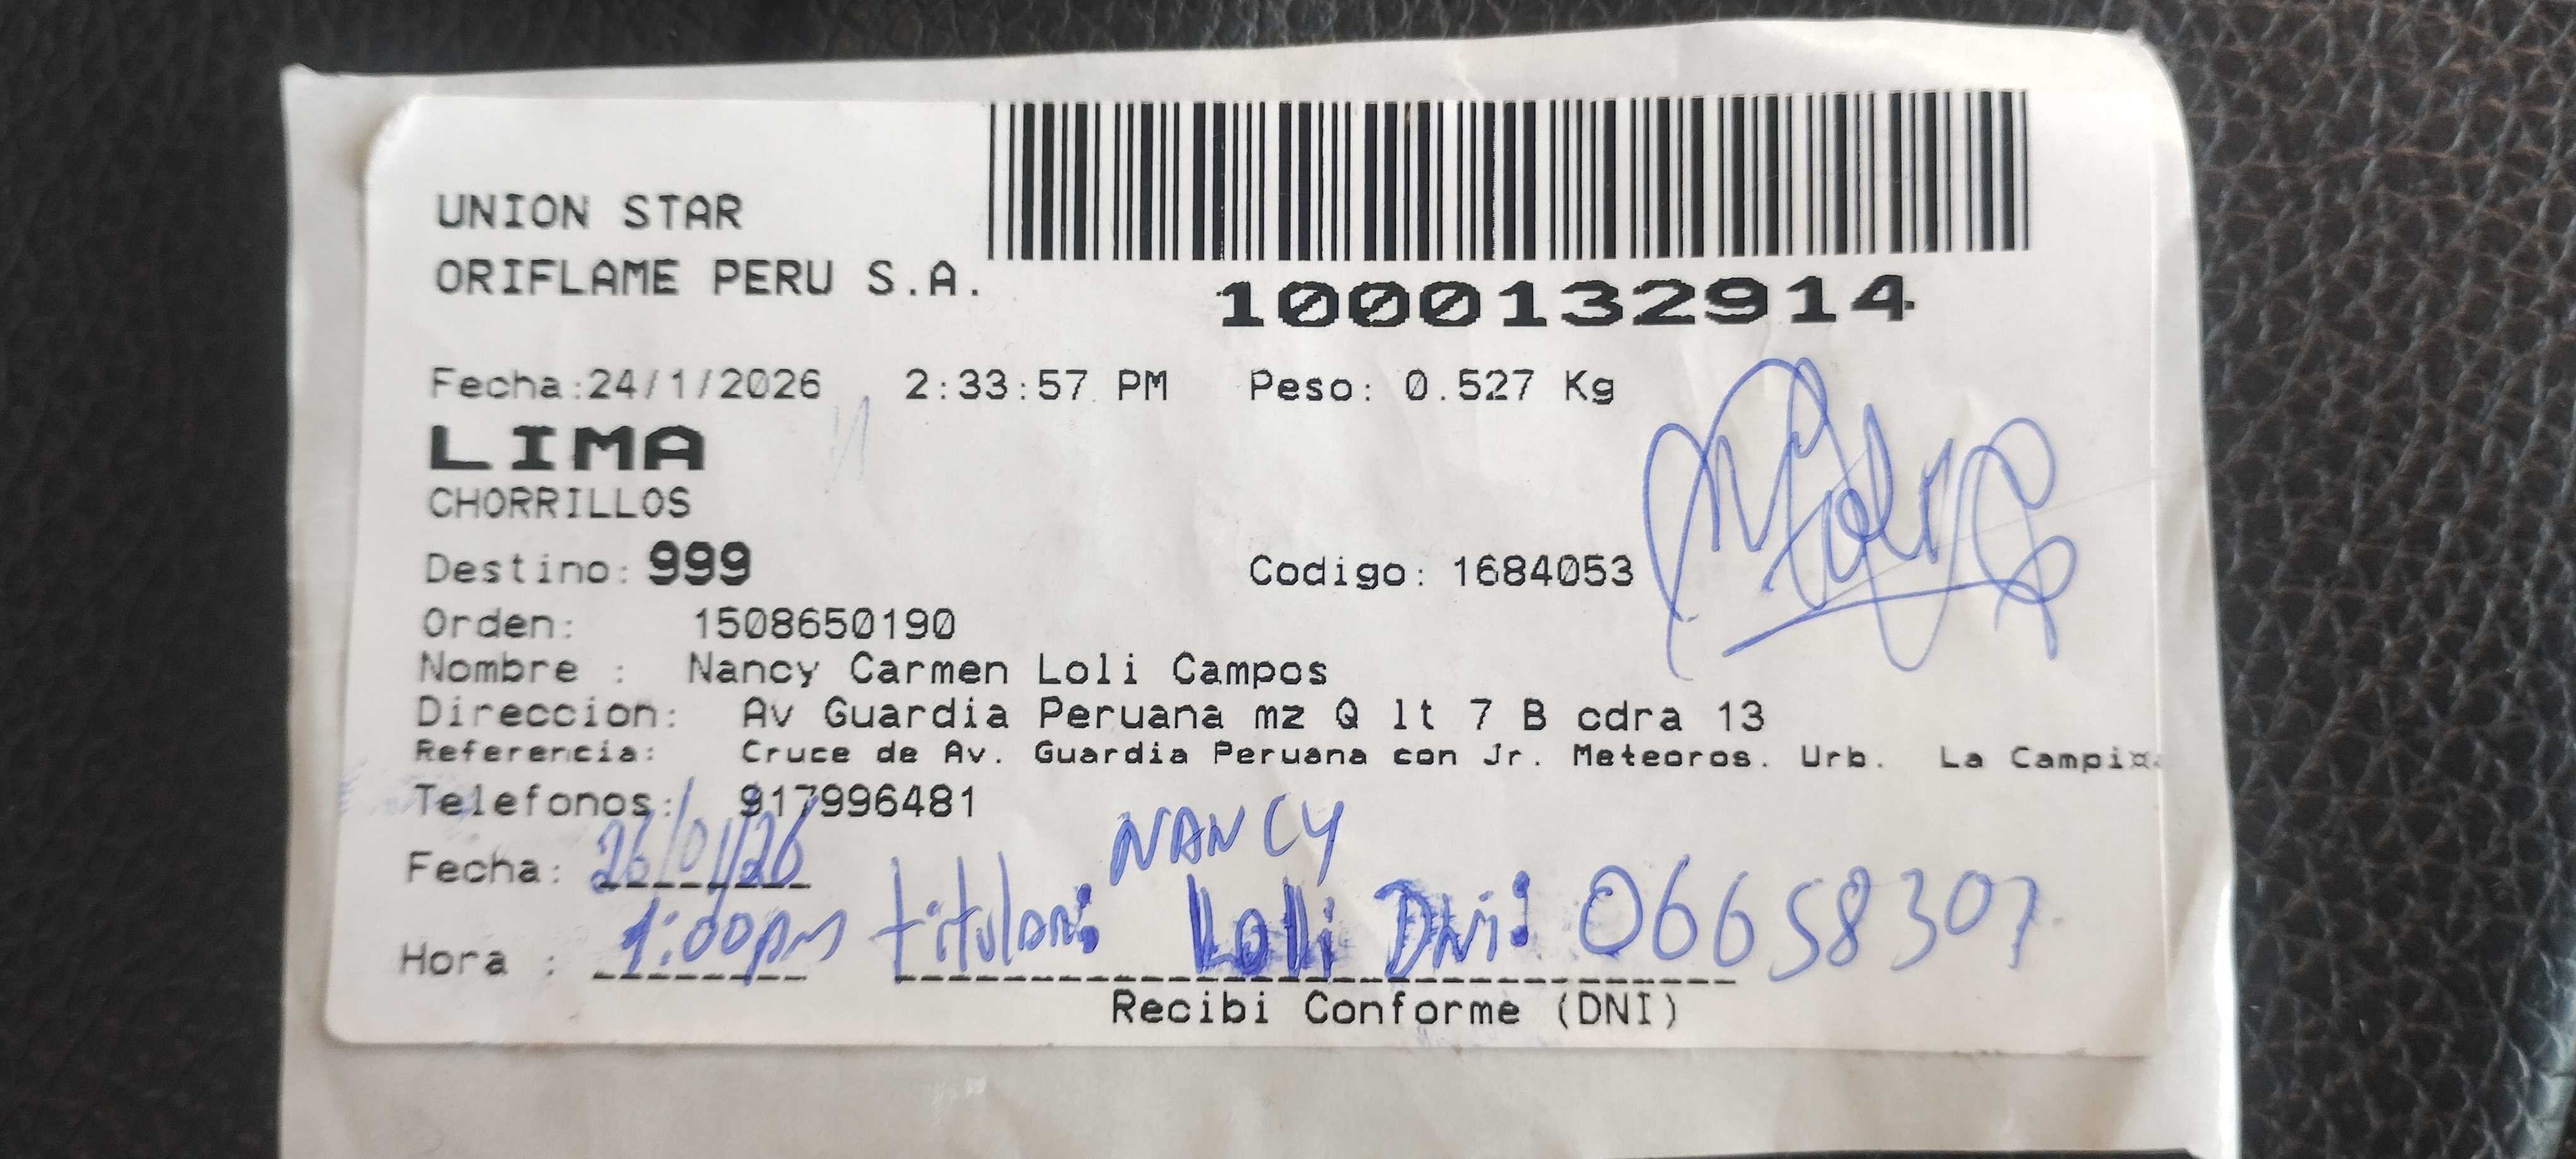 UNION STAR
ORIFLAME PERU S.A.
1000132914
Fecha:24/1/2026 2:33:57 PM Peso: 0.527 Kg
LIMA
CHORRILLOS
Destino: 999 Codigo: 1684053
Orden: 1508650190
Nombre : Nancy Carmen Loli Campos
Direccion: Av Guardia Peruana mz Q lt 7 B cdra 13
Referencia: Cruce de Av. Guardia Peruana con Jr. Meteoros. Urb. La Campi¤
Telefonos: 917996481
Fecha: 26/01/26 NANCY
Hora : 1:00pm titular: Loli DNi: 06658307
Recibi Conforme (DNI)